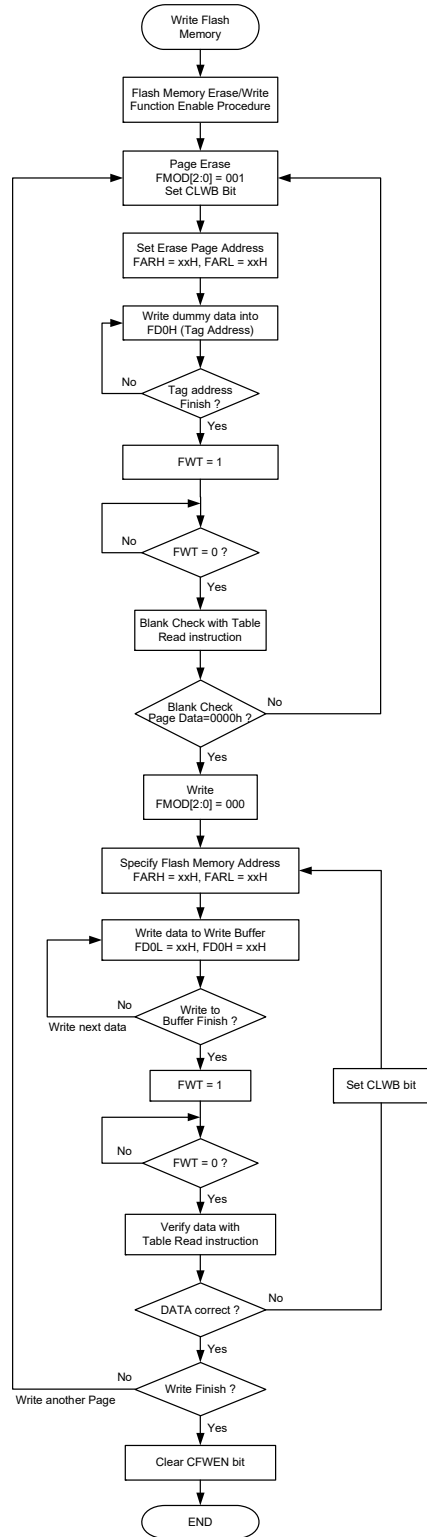 Write Flash
Memory
Flash Memory Erase/Write
Function Enable Procedure
Page Erase
FMOD[2:0] = 001
Set CLWB Bit
Set Erase Page Address
FARH = xxH, FARL = xxH
Write dummy data into
FD0H (Tag Address)
No
Tag address
Finish ?
Yes
FWT = 1
No
FWT = 0 ?
Yes
Blank Check with Table
Read instruction
Blank Check
Page Data=0000h ?
No
Yes
Write
FMOD[2:0] = 000
Specify Flash Memory Address
FARH = xxH, FARL = xxH
Write data to Write Buffer
FD0L = xxH, FD0H = xxH
No
Write next data
Write to
Buffer Finish ?
Yes
FWT = 1
Set CLWB bit
No
FWT = 0 ?
Yes
Verify data with
Table Read instruction
DATA correct ?
No
Yes
No
Write another Page
Write Finish ?
Yes
Clear CFWEN bit
END